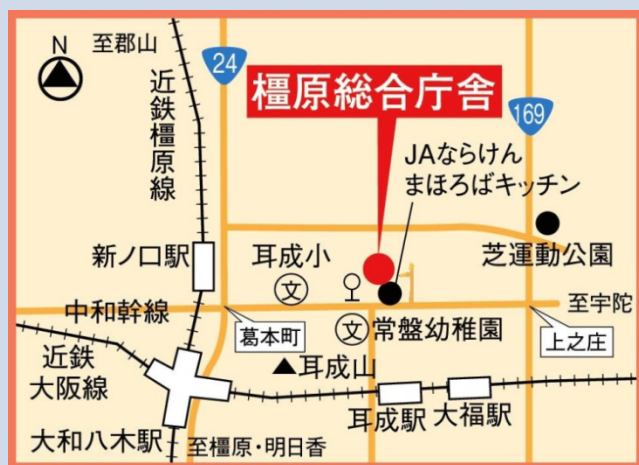 N
至郡山
24
近鉄橿原線
橿原総合庁舎
169
JAならけん
まほろばキッチン
新ノ口駅
耳成小
文
芝運動公園
中和幹線
至宇陀
葛本町
文
常盤幼稚園
上之庄
近鉄
大阪線
耳成山
耳成駅
大福駅
大和八木駅
至橿原・明日香